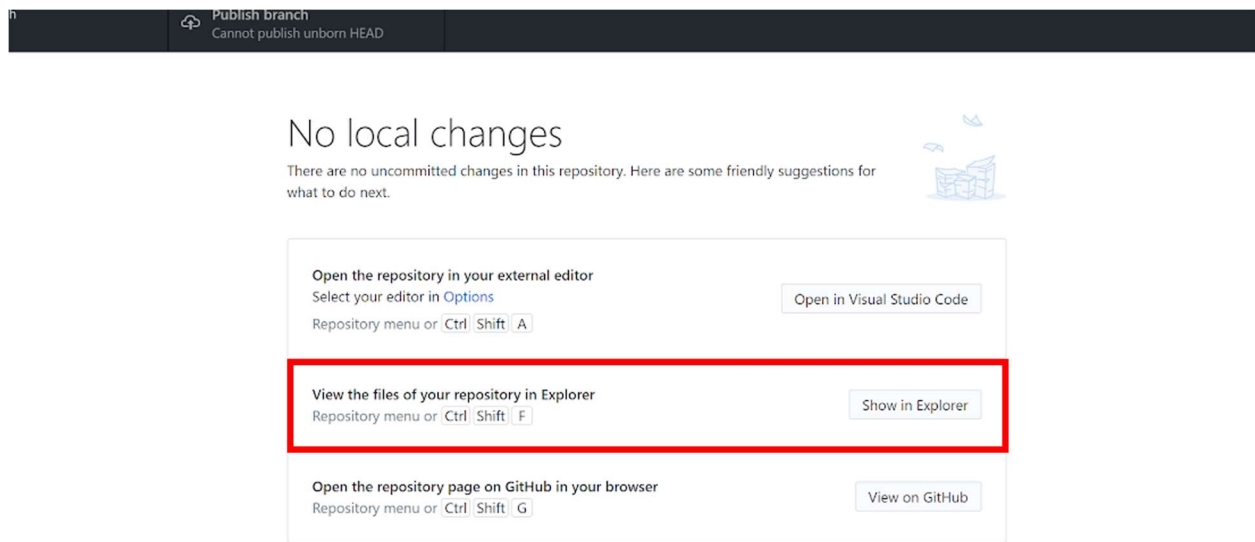 h
Publish branch
Cannot publish unborn HEAD
No local changes
There are no uncommitted changes in this repository. Here are some friendly suggestions for
what to do next.
Open the repository in your external editor
Select your editor in Options
Repository menu or Ctrl Shift A
Open in Visual Studio Code
View the files of your repository in Explorer
Repository menu or Ctrl Shift F
Show in Explorer
Open the repository page on GitHub in your browser
Repository menu or Ctrl Shift G
View on GitHub